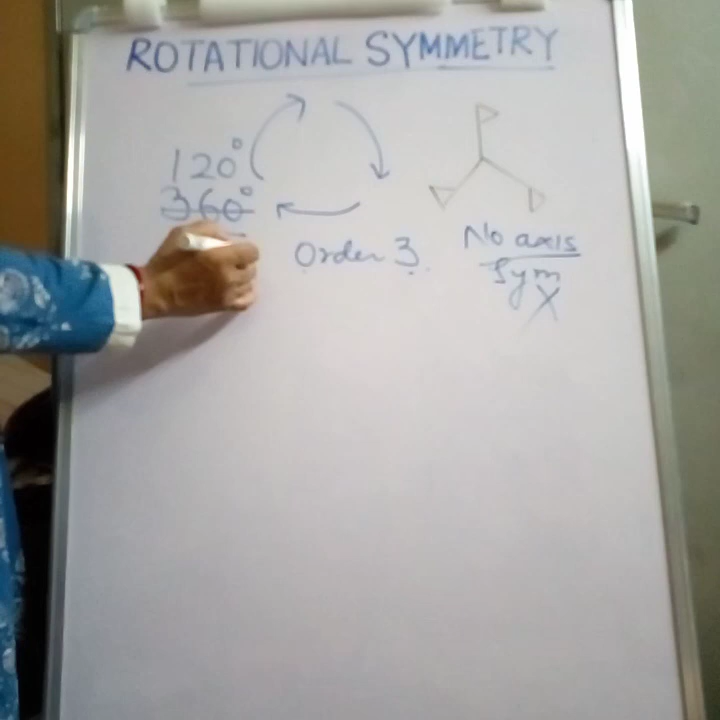 ROTATIONAL SYMMETRY
120°
360°
Order 3
No axis
Sym
X